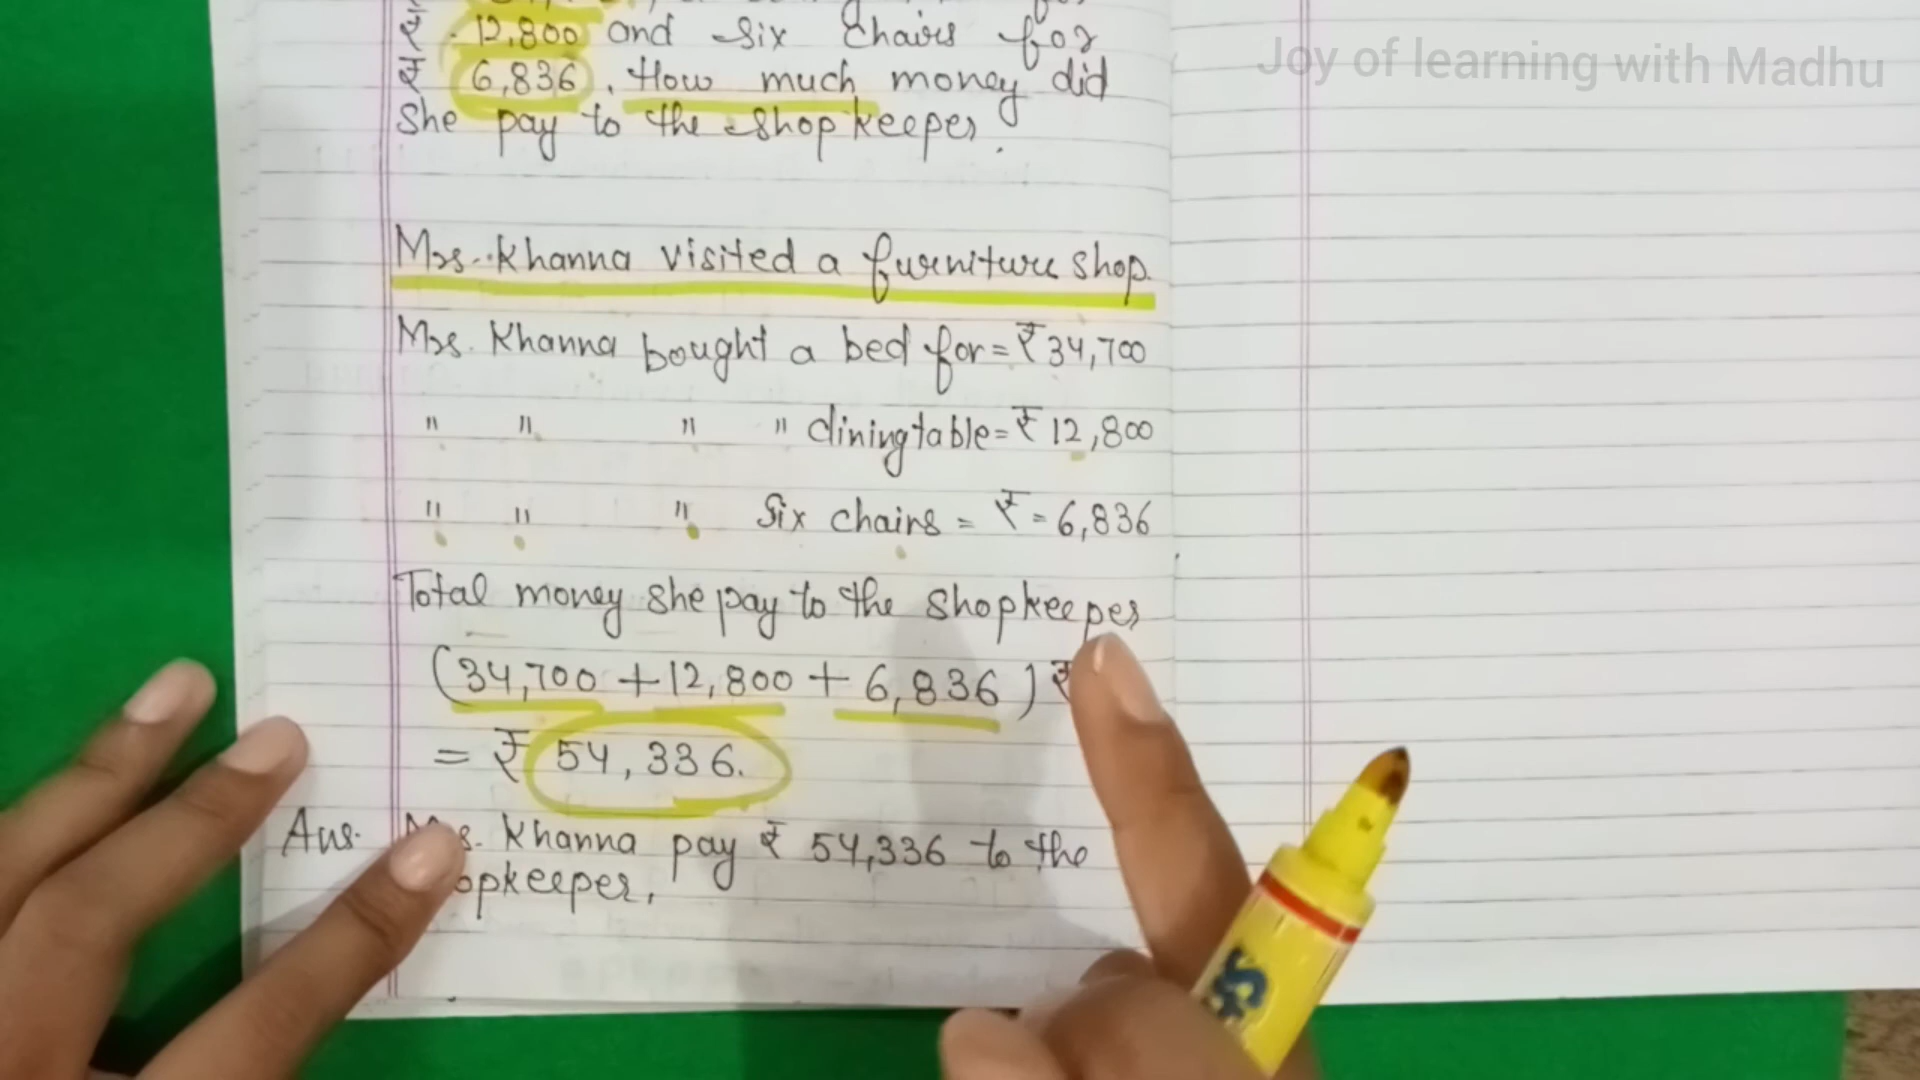 Joy of learning with Madhu
₹ 12,800 and Six Chairs for
₹ 6,836. How much money did
She pay to the Shopkeeper.
Mrs. Khanna visited a furniture shop.
Mrs. Khanna bought a bed for = ₹ 34,700
" " " " diningtable = ₹ 12,800
" " " Six chairs = ₹ = 6,836
Total money she pay to the Shopkeeper
(34,700 + 12,800 + 6,836) ₹
= ₹ 54,336.
Ans. Khanna pay ₹ 54,336 to the